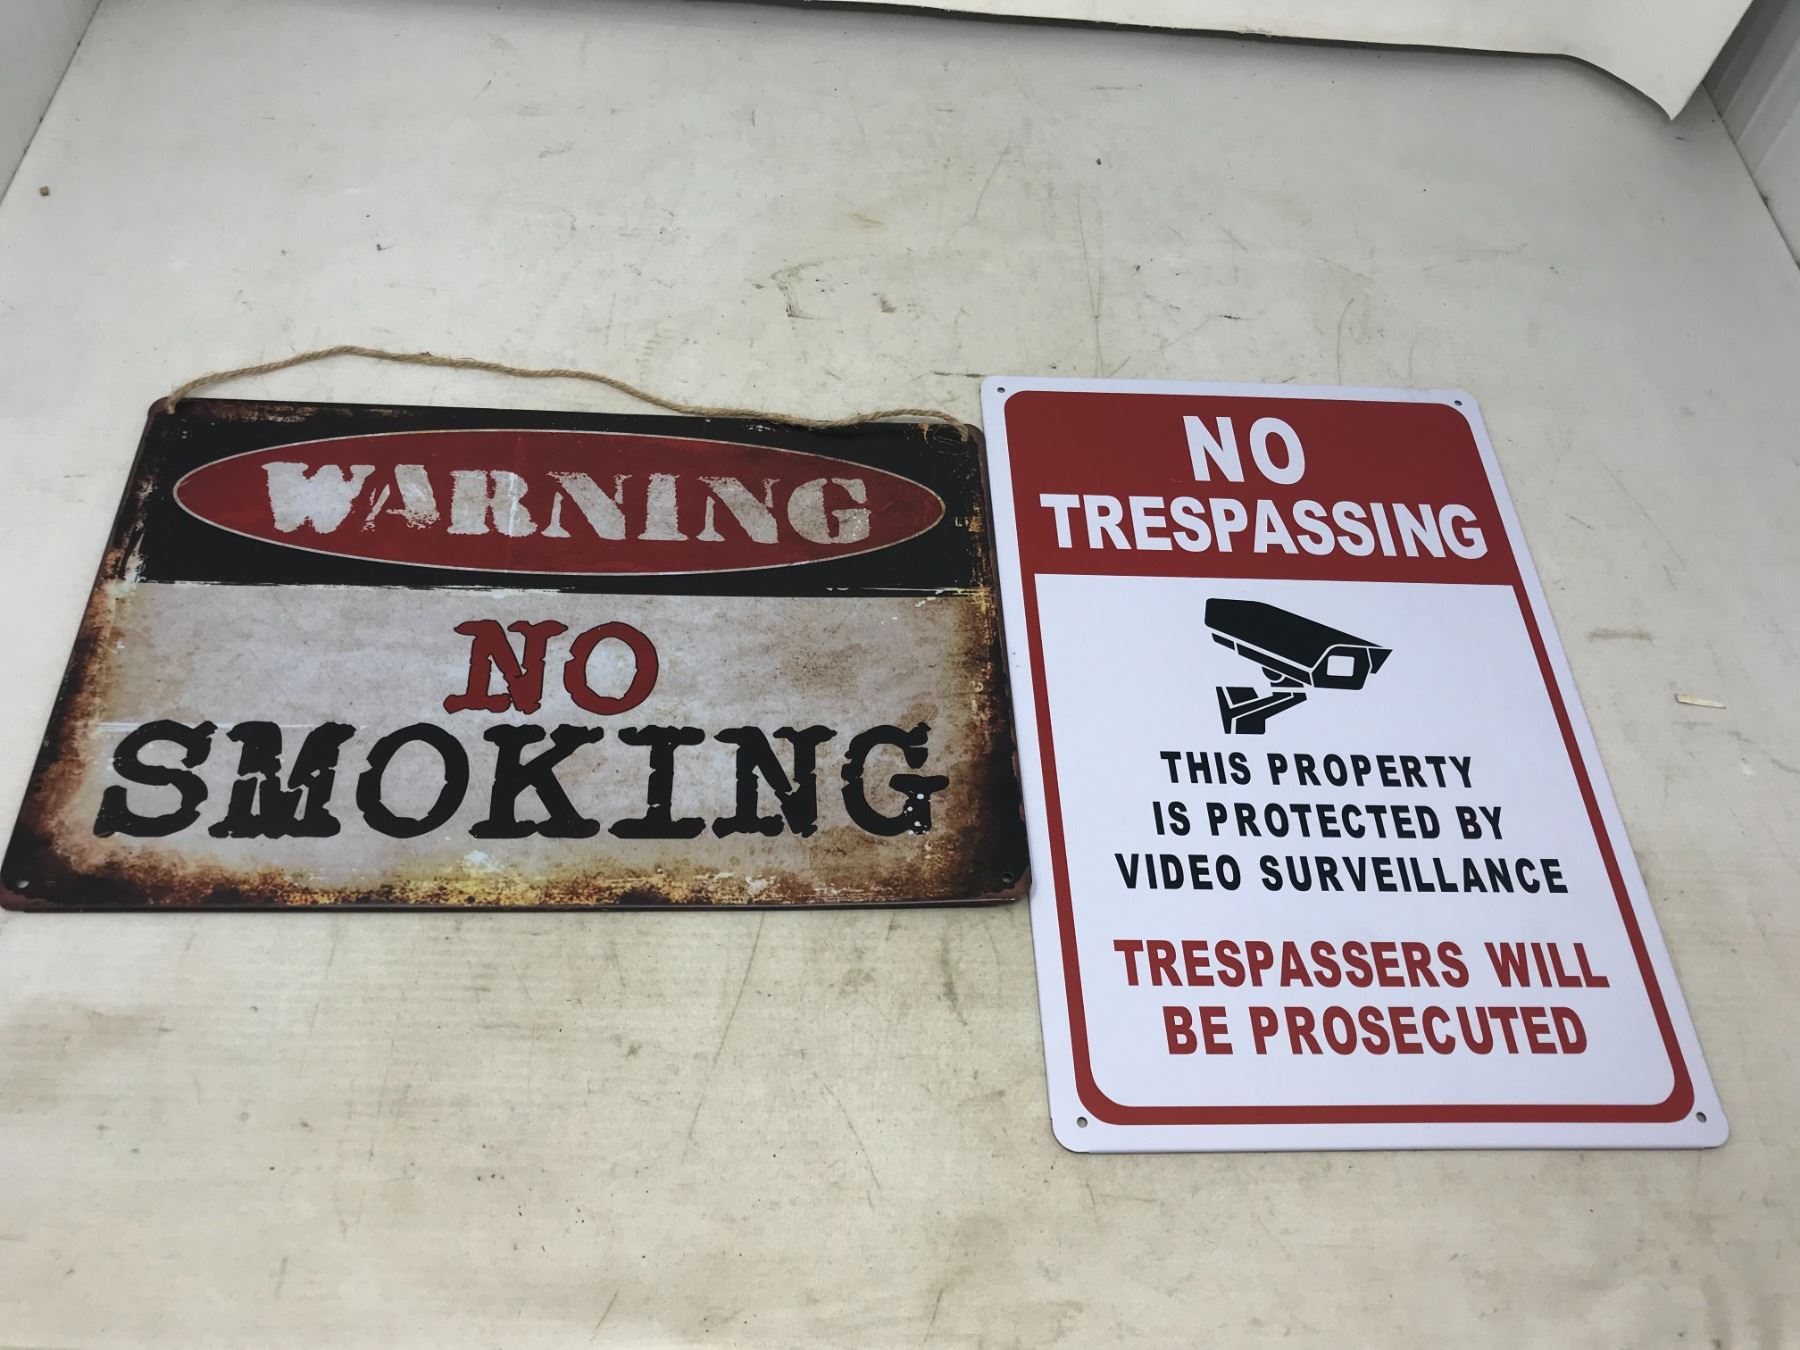 WARNING
NO
SMOKING
NO
TRESPASSING
THIS PROPERTY
IS PROTECTED BY
VIDEO SURVEILLANCE
TRESPASSERS WILL
BE PROSECUTED